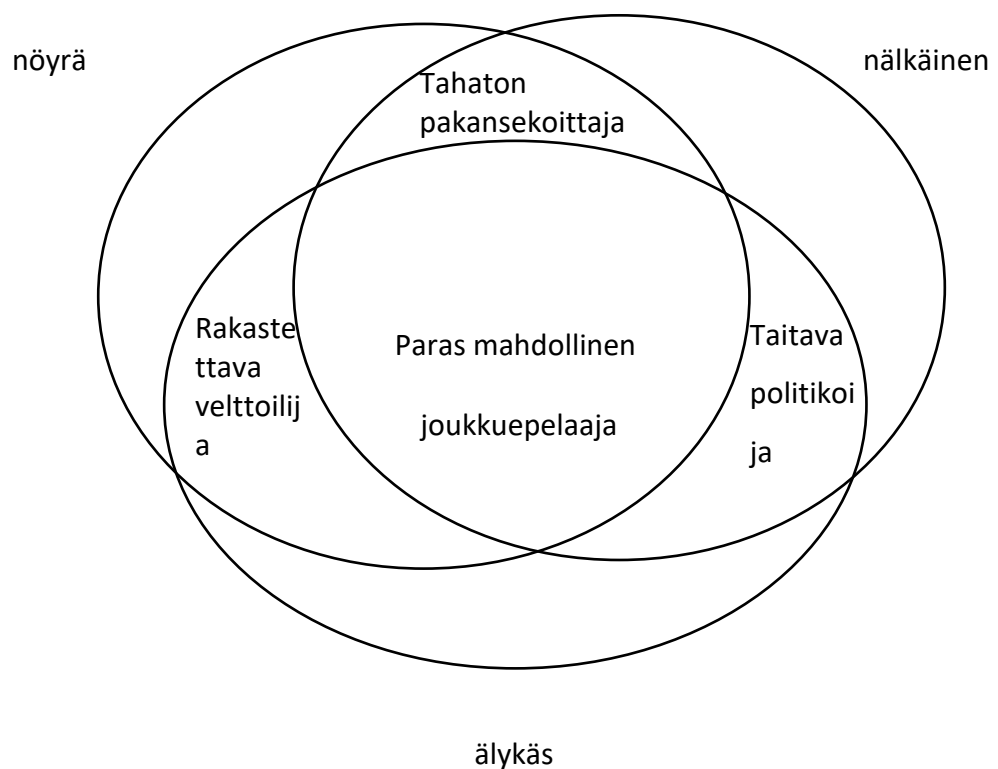 nöyrä
nälkäinen
Tahaton
pakansekoittaja
Rakaste
ttava
velttoilij
a
Paras mahdollinen
joukkuepelaaja
Taitava
politikoi
ja
älykäs